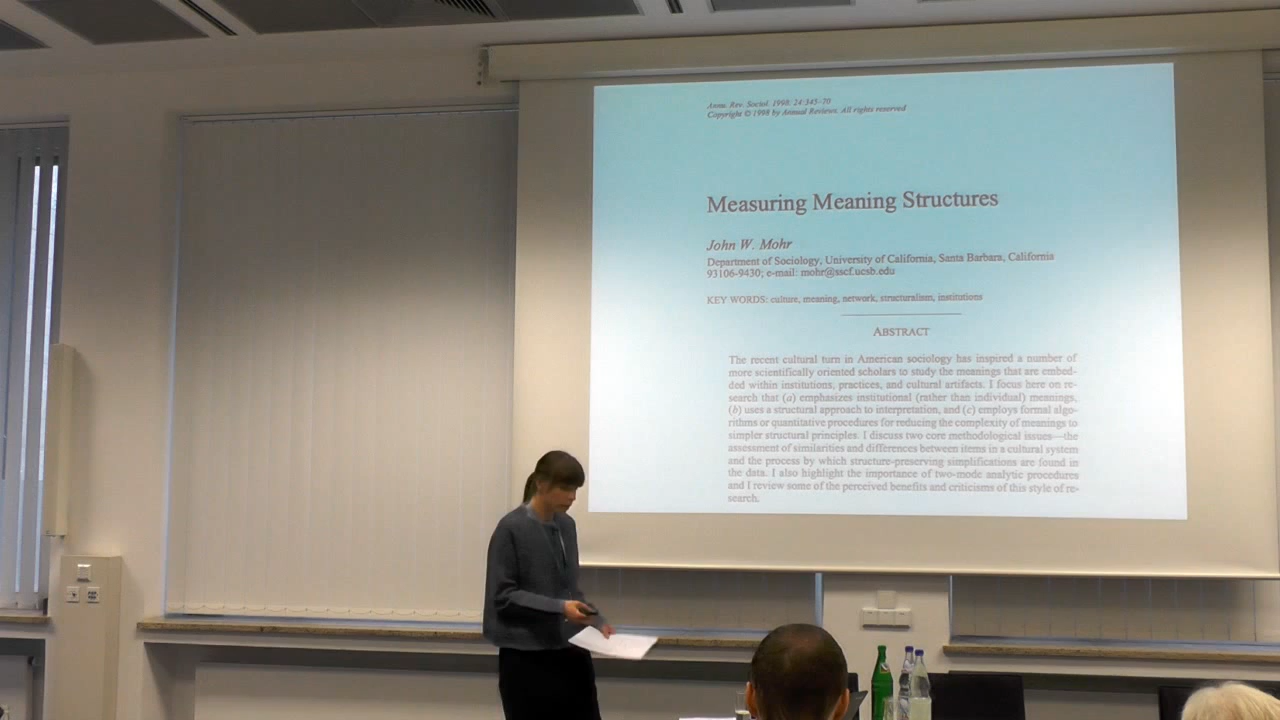 Annu. Rev. Sociol. 1998. 24:345–70
Copyright © 1998 by Annual Reviews. All rights reserved
Measuring Meaning Structures
John W. Mohr
Department of Sociology, University of California, Santa Barbara, California
93106-9430; e-mail: mohr@sscf.ucsb.edu
KEY WORDS: culture, meaning, network, structuralism, institutions
ABSTRACT
The recent cultural turn in American sociology has inspired a number of
more scientifically oriented scholars to study the meanings that are embed-
ded within institutions, practices, and cultural artifacts. I focus here on re-
search that (a) emphasizes institutional (rather than individual) meanings,
(b) uses a structural approach to interpretation, and (c) employs formal algo-
rithms or quantitative procedures for reducing the complexity of meanings to
simpler structural principles. I discuss two core methodological issues—the
assessment of similarities and differences between items in a cultural system
and the process by which structure-preserving simplifications are found in
the data. I also highlight the importance of two-mode analytic procedures
and I review some of the perceived benefits and criticisms of this style of re-
search.